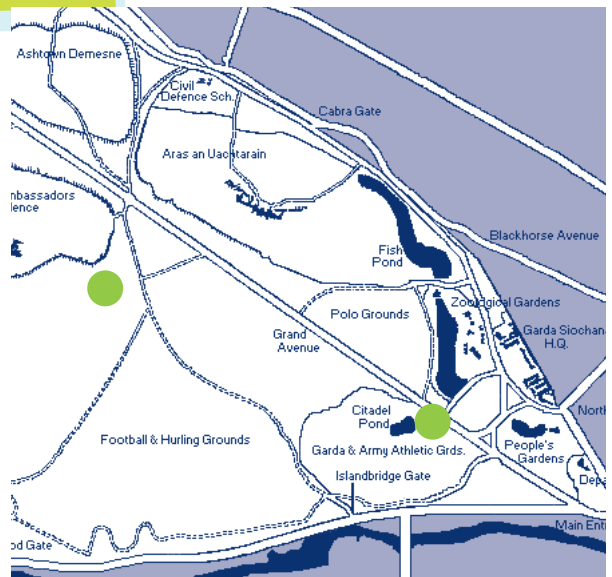 Ashtown Demesne
Civil
Defence Sch.
Cabra Gate
Aras an Uachtarain
mbassadors
lence
Blackhorse Avenue
Fish
Pond
Zoological Gardens
Polo Grounds
Garda Siochana
H.Q.
Grand
Avenue
Citadel
Pond
North
Football & Hurling Grounds
Garda & Army Athletic Grds.
People's
Gardens
Islandbridge Gate
Depa
Main Entr
od Gate